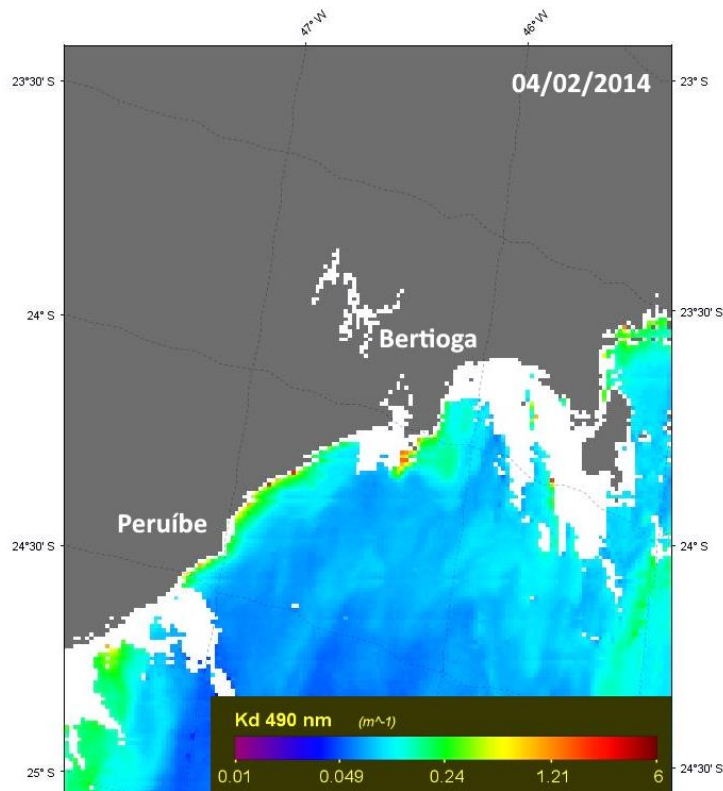 47° W
46° W
23°30' S
04/02/2014
23° S
24° S
23°30' S
Bertioga
Peruíbe
24°30' S
24° S
Kd 490 nm (m^-1)
0.01 0.049 0.24 1.21 6
25° S
24°30' S